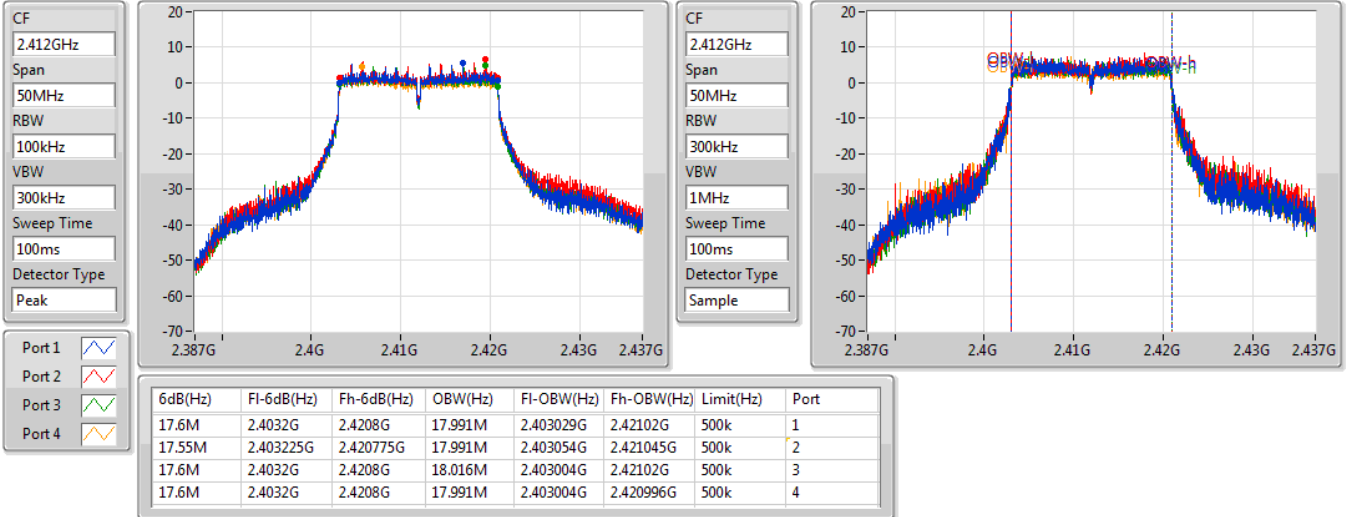 CF
2.412GHz
Span
50MHz
RBW
100kHz
VBW
300kHz
Sweep Time
100ms
Detector Type
Peak
20
10
0
-10
-20
-30
-40
-50
-60
-70
2.387G 2.4G 2.41G 2.42G 2.43G 2.437G
CF
2.412GHz
Span
50MHz
RBW
300kHz
VBW
1MHz
Sweep Time
100ms
Detector Type
Sample
20
10
0
-10
-20
-30
-40
-50
-60
-70
OBW OBW-h
2.387G 2.4G 2.41G 2.42G 2.43G 2.437G
Port 1
Port 2
Port 3
Port 4
6dB(Hz) Fl-6dB(Hz) Fh-6dB(Hz) OBW(Hz) Fl-OBW(Hz) Fh-OBW(Hz) Limit(Hz) Port
17.6M 2.4032G 2.4208G 17.991M 2.403029G 2.42102G 500k 1
17.55M 2.403225G 2.420775G 17.991M 2.403054G 2.421045G 500k 2
17.6M 2.4032G 2.4208G 18.016M 2.403004G 2.42102G 500k 3
17.6M 2.4032G 2.4208G 17.991M 2.403004G 2.420996G 500k 4